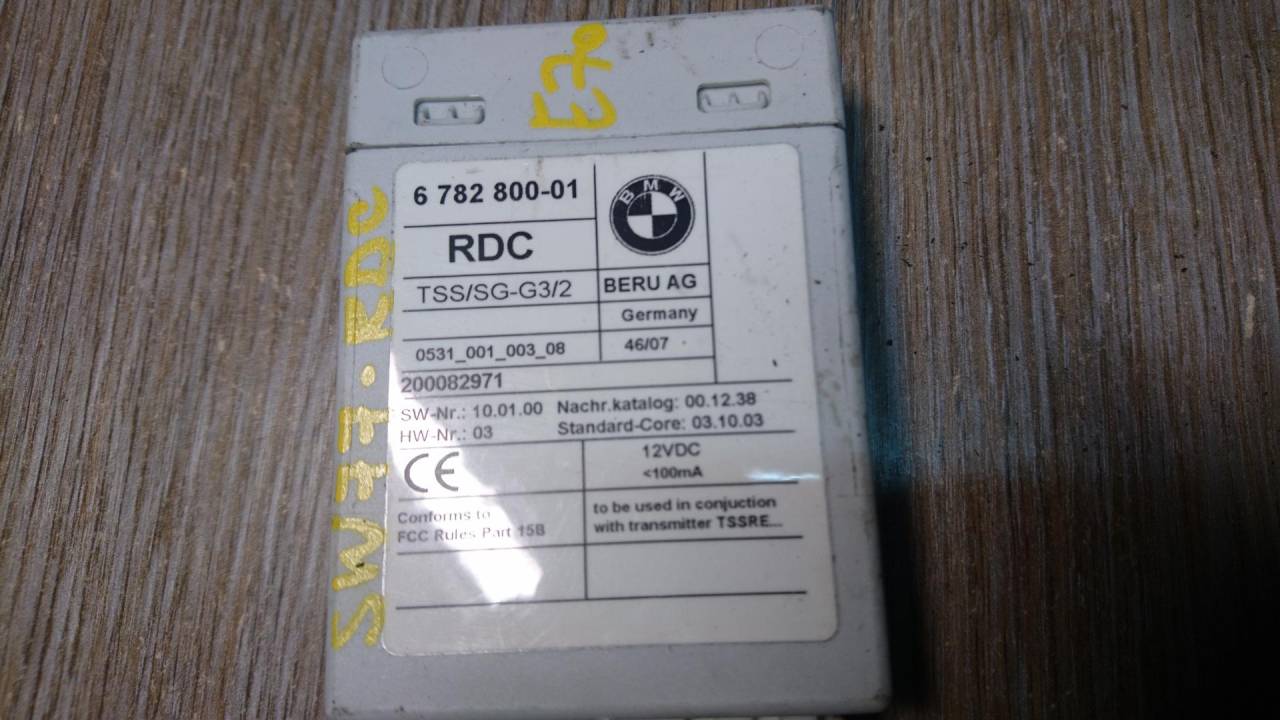 6 782 800-01
BMW
RDC
TSS/SG-G3/2
BERU AG
Germany
0531_001_003_08
46/07
200082971
SW-Nr.: 10.01.00 Nachr.katalog: 00.12.38
HW-Nr.: 03 Standard-Core: 03.10.03
CE
12VDC
<100mA
Conforms to
FCC Rules Part 15B
to be used in conjuction
with transmitter TSSRE...
RDC